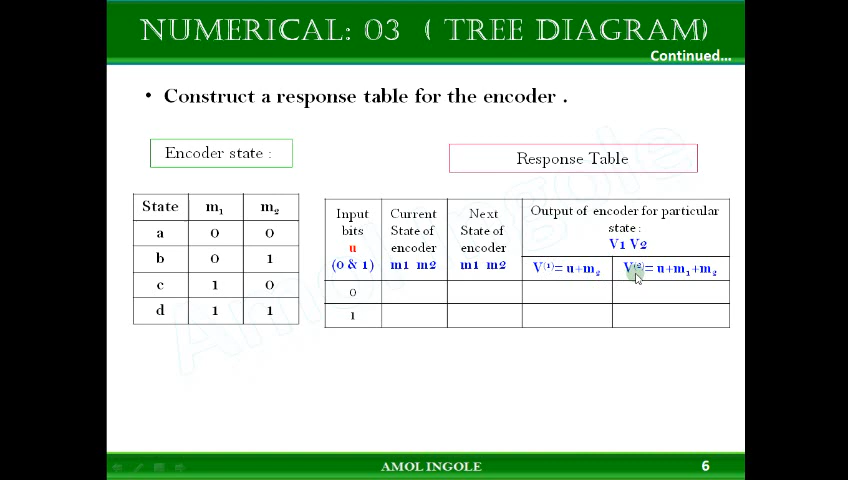 NUMERICAL: 03 ( TREE DIAGRAM)
Continued...
• Construct a response table for the encoder .
Encoder state :
Response Table
State m1 m2
a 0 0
b 0 1
c 1 0
d 1 1
Input bits u (0 & 1)
Current State of encoder m1 m2
Next State of encoder m1 m2
Output of encoder for particular state : V1 V2
V(1)= u+m2
V(2)= u+m1+m2
0
1
Amol Ingole
AMOL INGOLE
6